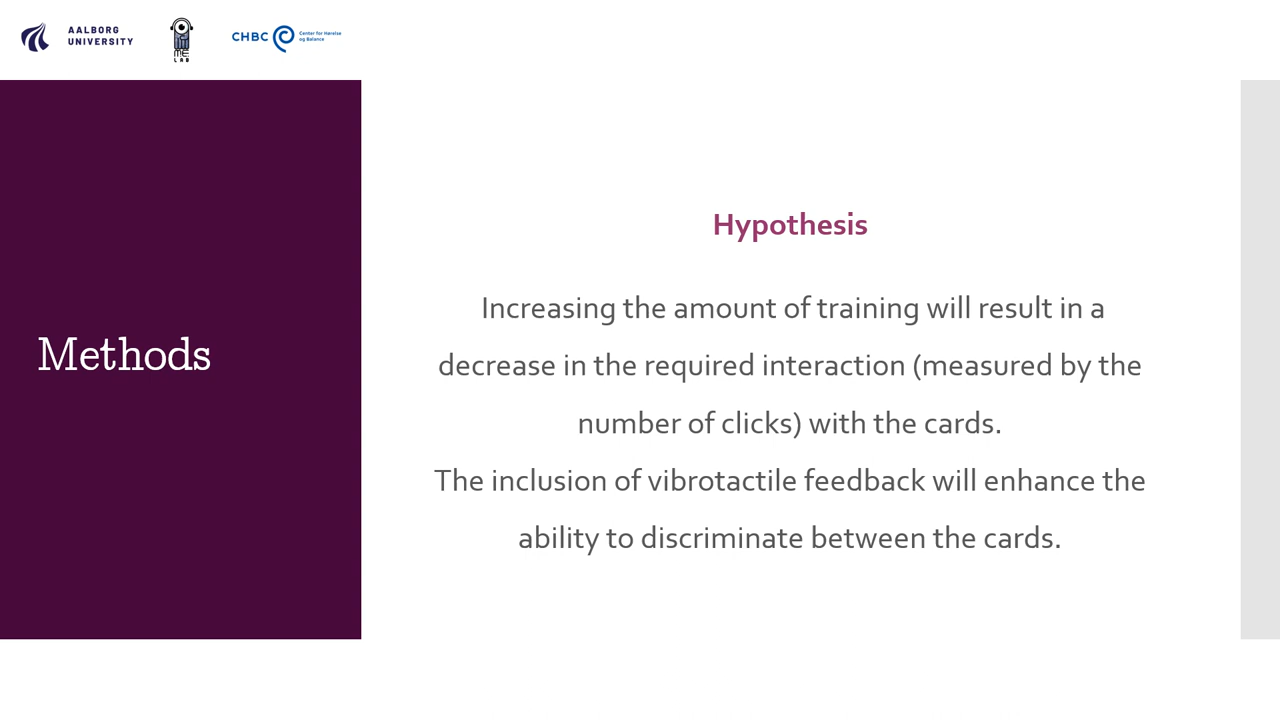 AALBORG
UNIVERSITY
ME
LAB
CHBC
Center for Hørelse
og Balance
Methods
Hypothesis
Increasing the amount of training will result in a
decrease in the required interaction (measured by the
number of clicks) with the cards.
The inclusion of vibrotactile feedback will enhance the
ability to discriminate between the cards.